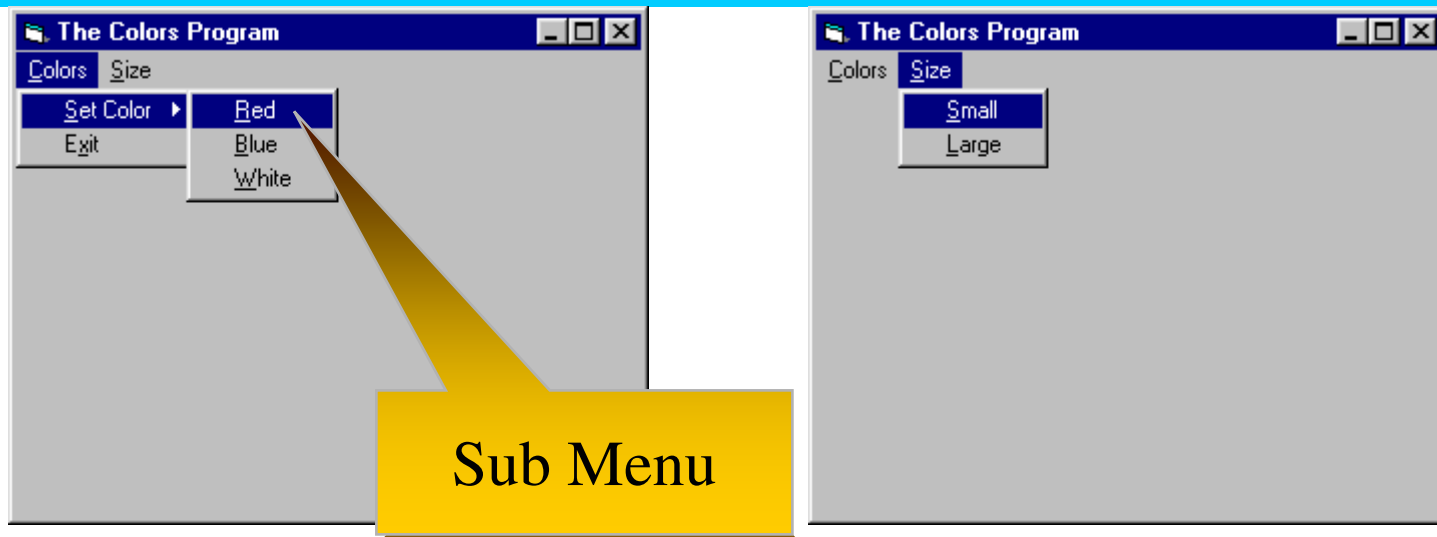 The Colors Program
Colors Size
Set Color Red
Exit Blue
White
Sub Menu
The Colors Program
Colors Size
Small
Large